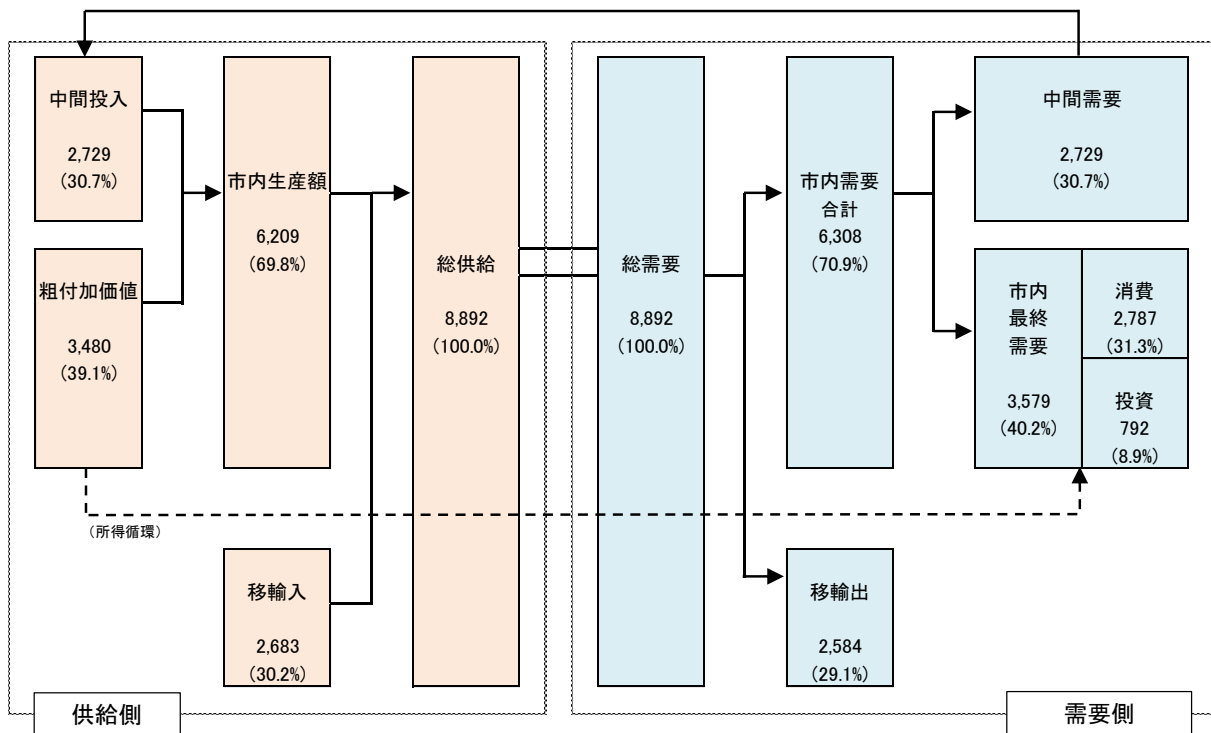 中間投入
2,729
(30.7%)
粗付加価値
3,480
(39.1%)
市内生産額
6,209
(69.8%)
移輸入
2,683
(30.2%)
総供給
8,892
(100.0%)
総需要
8,892
(100.0%)
市内需要
合計
6,308
(70.9%)
移輸出
2,584
(29.1%)
中間需要
2,729
(30.7%)
市内
最終
需要
3,579
(40.2%)
消費
2,787
(31.3%)
投資
792
(8.9%)
(所得循環)
供給側
需要側